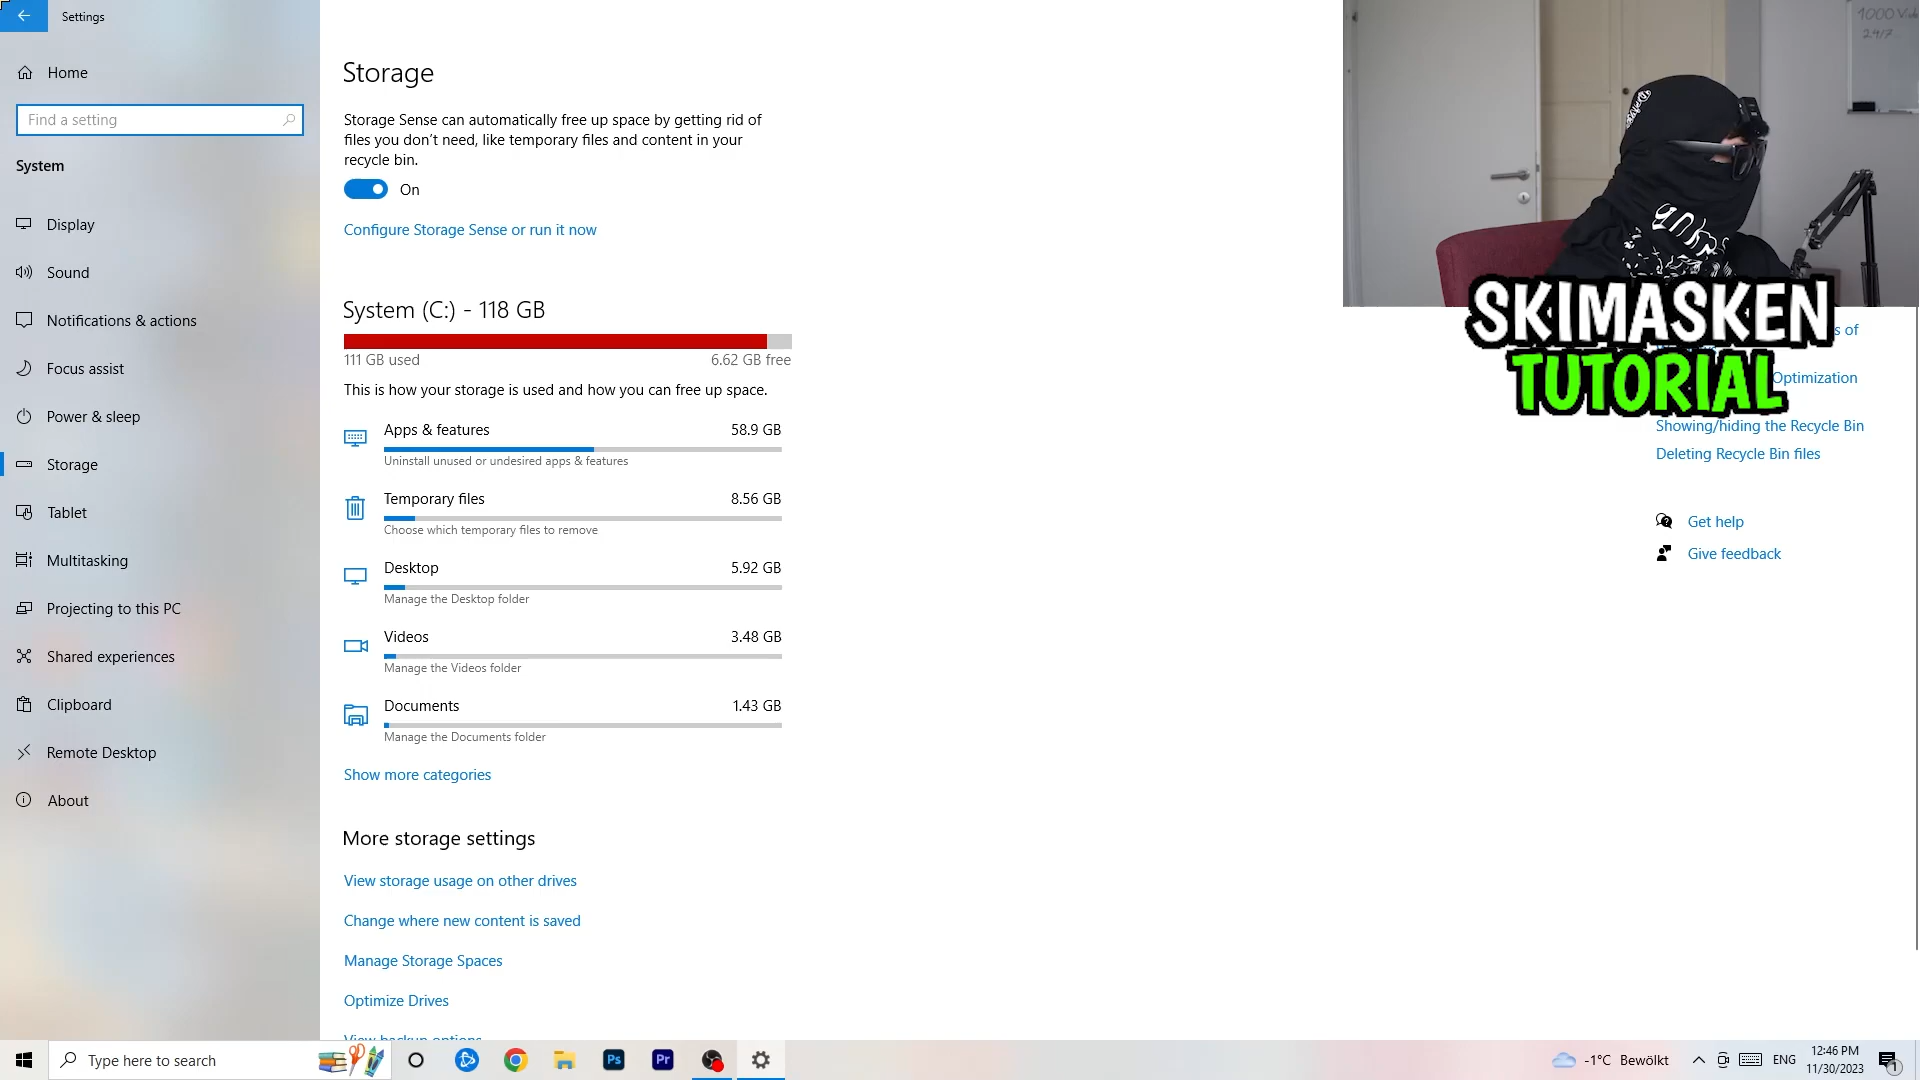 Settings
Home
Find a setting
System
Display
Sound
Notifications & actions
Focus assist
Power & sleep
Storage
Tablet
Multitasking
Projecting to this PC
Shared experiences
Clipboard
Remote Desktop
About
Storage
Storage Sense can automatically free up space by getting rid of
files you don't need, like temporary files and content in your
recycle bin.
On
Configure Storage Sense or run it now
System (C:) - 118 GB
111 GB used 6.62 GB free
This is how your storage is used and how you can free up space.
Apps & features 58.9 GB
Uninstall unused or undesired apps & features
Temporary files 8.56 GB
Choose which temporary files to remove
Desktop 5.92 GB
Manage the Desktop folder
Videos 3.48 GB
Manage the Videos folder
Documents 1.43 GB
Manage the Documents folder
Show more categories
More storage settings
View storage usage on other drives
Change where new content is saved
Manage Storage Spaces
Optimize Drives
View backup options
1000
24/7
SKIMASKEN
TUTORIAL
s of
Optimization
Showing/hiding the Recycle Bin
Deleting Recycle Bin files
Get help
Give feedback
Type here to search
Ps
Pr
-1°C Bewölkt
ENG
12:46 PM
11/30/2023
1